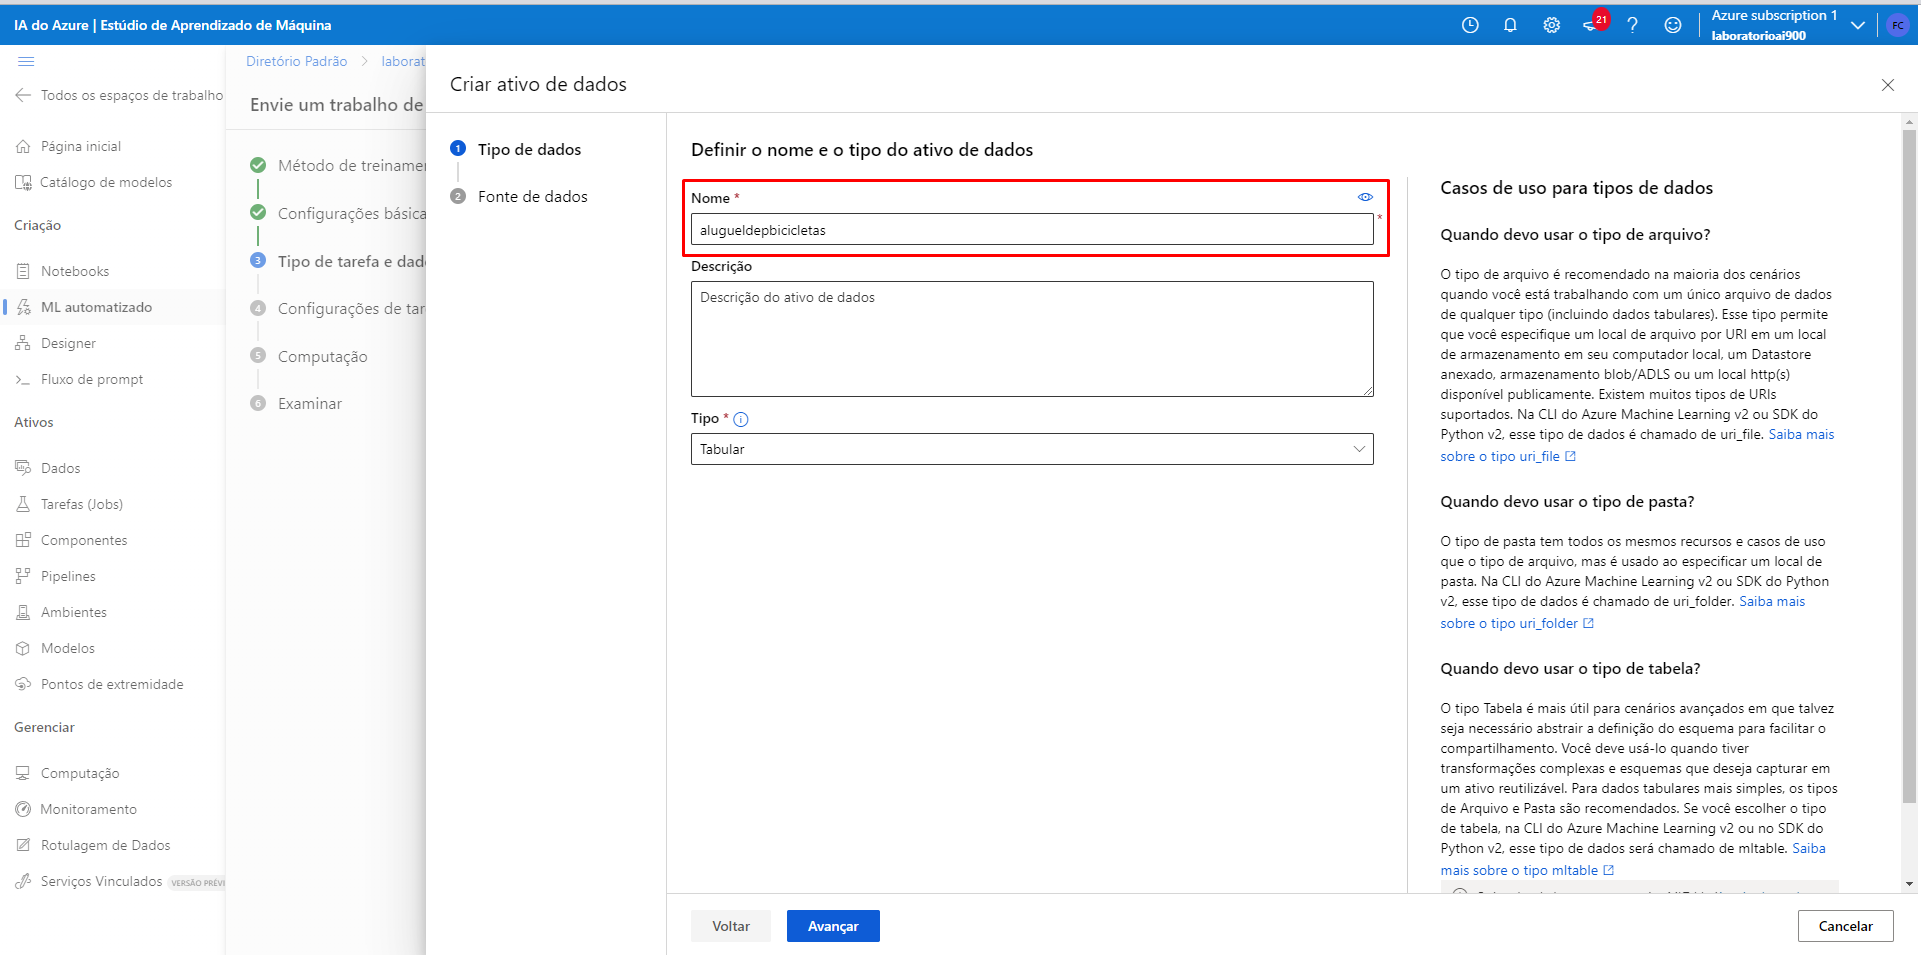 IA do Azure | Estúdio de Aprendizado de Máquina
21
Azure subscription 1
laboratorioai900
FC
Todos os espaços de trabalho
Página inicial
Catálogo de modelos
Criação
Notebooks
ML automatizado
Designer
Fluxo de prompt
Ativos
Dados
Tarefas (Jobs)
Componentes
Pipelines
Ambientes
Modelos
Pontos de extremidade
Gerenciar
Computação
Monitoramento
Rotulagem de Dados
Serviços Vinculados VERSÃO PRÉVI
Diretório Padrão > laborat
Envie um trabalho de
Método de treinamen
Configurações básica
3 Tipo de tarefa e dad
4 Configurações de tar
5 Computação
6 Examinar
Criar ativo de dados
1 Tipo de dados
2 Fonte de dados
Definir o nome e o tipo do ativo de dados
Nome *
alugueldepbicicletas
*
Descrição
Descrição do ativo de dados
Tipo *
Tabular
Casos de uso para tipos de dados
Quando devo usar o tipo de arquivo?
O tipo de arquivo é recomendado na maioria dos cenários
quando você está trabalhando com um único arquivo de dados
de qualquer tipo (incluindo dados tabulares). Esse tipo permite
que você especifique um local de arquivo por URI em um local
de armazenamento em seu computador local, um Datastore
anexado, armazenamento blob/ADLS ou um local http(s)
disponível publicamente. Existem muitos tipos de URIs
suportados. Na CLI do Azure Machine Learning v2 ou SDK do
Python v2, esse tipo de dados é chamado de uri_file. Saiba mais
sobre o tipo uri_file
Quando devo usar o tipo de pasta?
O tipo de pasta tem todos os mesmos recursos e casos de uso
que o tipo de arquivo, mas é usado ao especificar um local de
pasta. Na CLI do Azure Machine Learning v2 ou SDK do Python
v2, esse tipo de dados é chamado de uri_folder. Saiba mais
sobre o tipo uri_folder
Quando devo usar o tipo de tabela?
O tipo Tabela é mais útil para cenários avançados em que talvez
seja necessário abstrair a definição do esquema para facilitar o
compartilhamento. Você deve usá-lo quando tiver
transformações complexas e esquemas que deseja capturar em
um ativo reutilizável. Para dados tabulares mais simples, os tipos
de Arquivo e Pasta são recomendados. Se você escolher o tipo
de tabela, na CLI do Azure Machine Learning v2 ou no SDK do
Python v2, esse tipo de dados será chamado de mltable. Saiba
mais sobre o tipo mltable
Voltar
Avançar
Cancelar